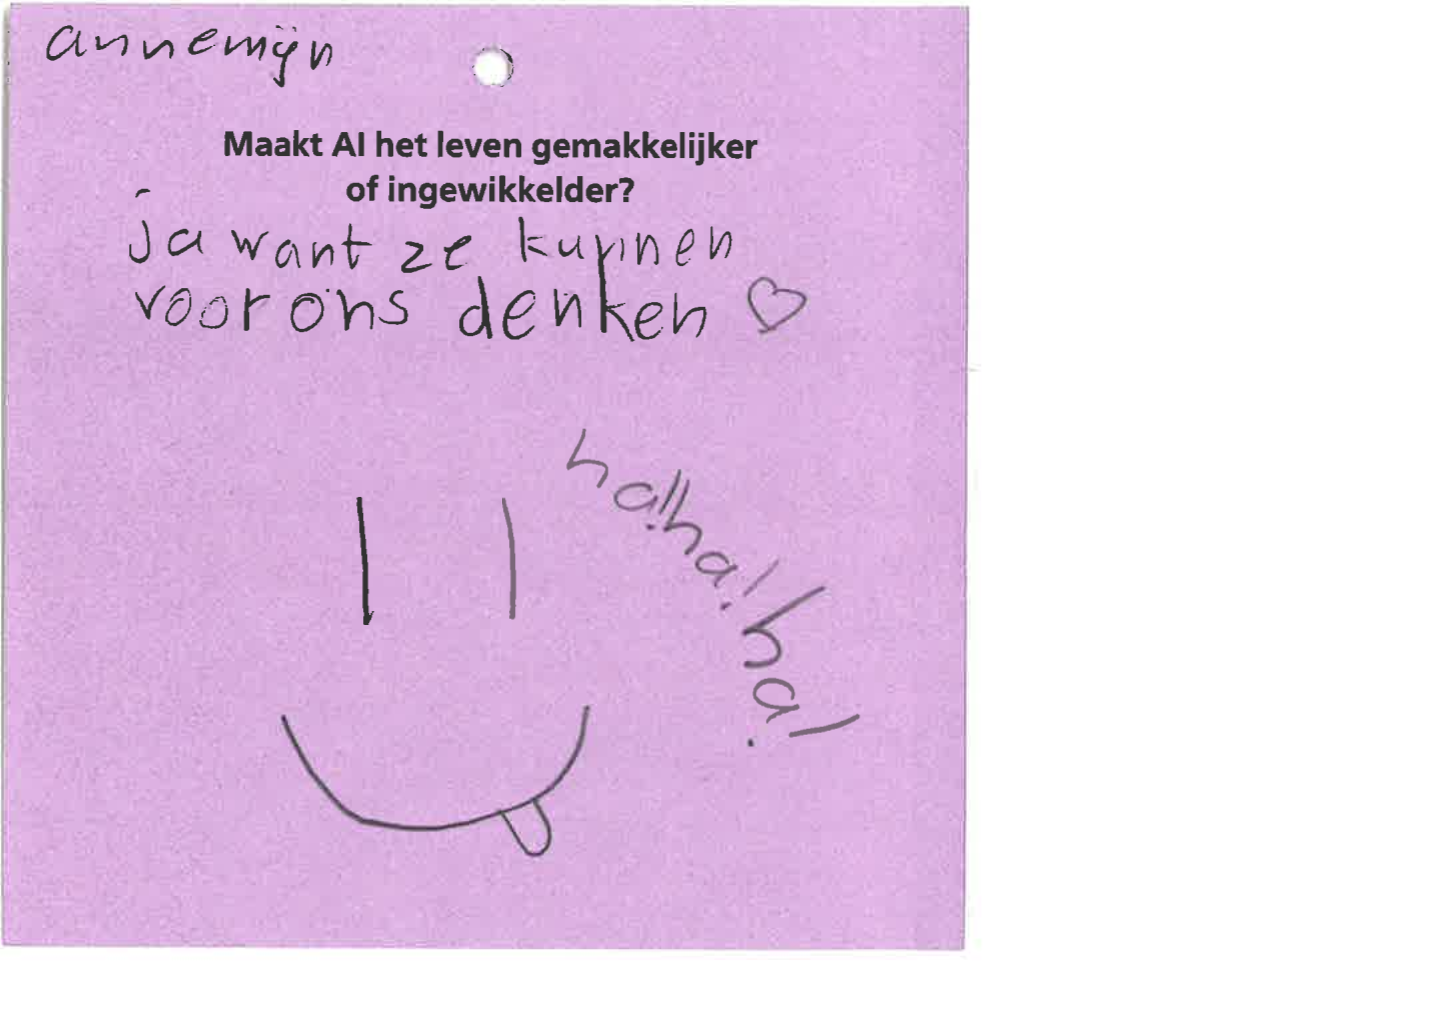 annemijn
Maakt AI het leven gemakkelijker
of ingewikkelder?
ja want ze kunnen
voor ons denken ♡
ha!ha!ha!